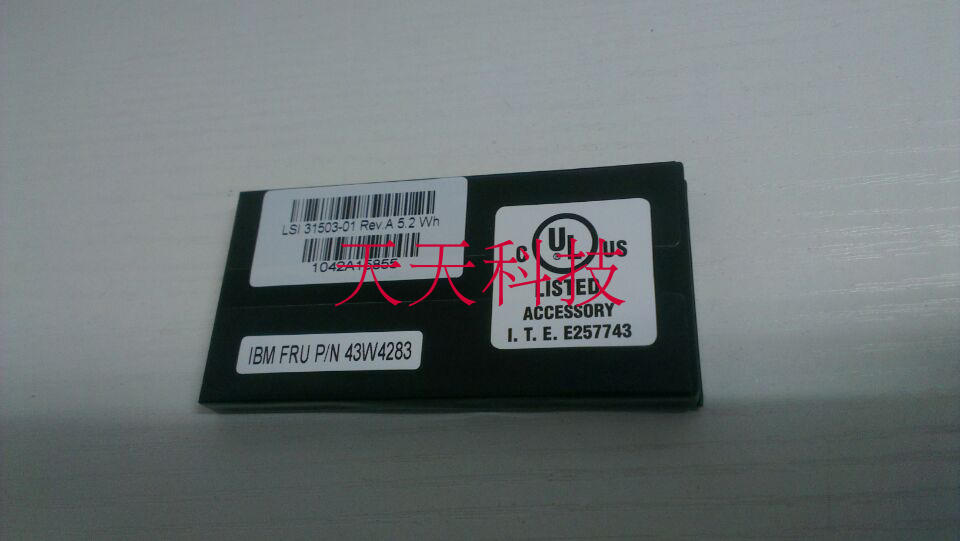 LSI 31503-01 Rev.A 5.2 Wh
1042A15855
天天科技
C UL US
LISTED
ACCESSORY
I. T. E. E257743
IBM FRU P/N 43W4283